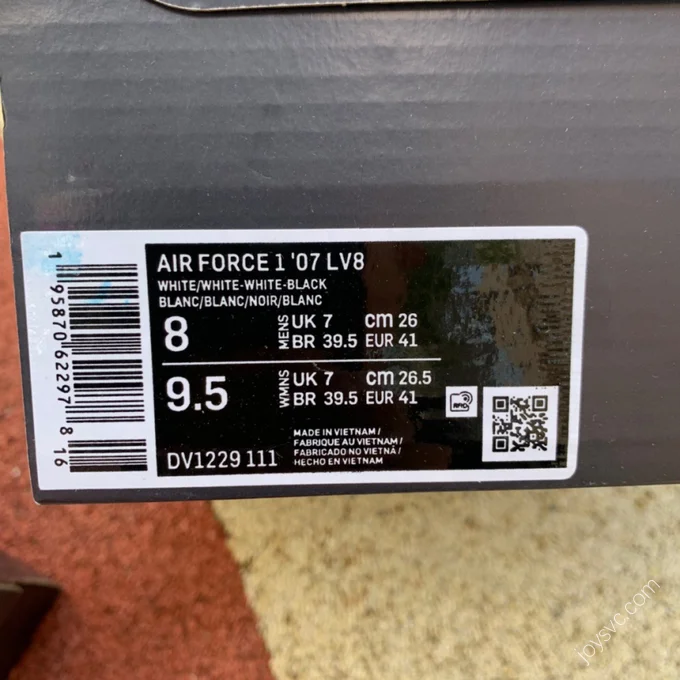 AIR FORCE 1 '07 LV8
WHITE/WHITE-WHITE-BLACK
BLANC/BLANC/NOIR/BLANC
8 MENS UK 7 cm 26
BR 39.5 EUR 41
9.5 WMNS UK 7 cm 26.5
BR 39.5 EUR 41
RFID
DV1229 111
MADE IN VIETNAM /
FABRIQUE AU VIETNAM /
FABRICADO NO VIETNÃ /
HECHO EN VIETNAM
1 95870 62297 8 16
joysvc.com